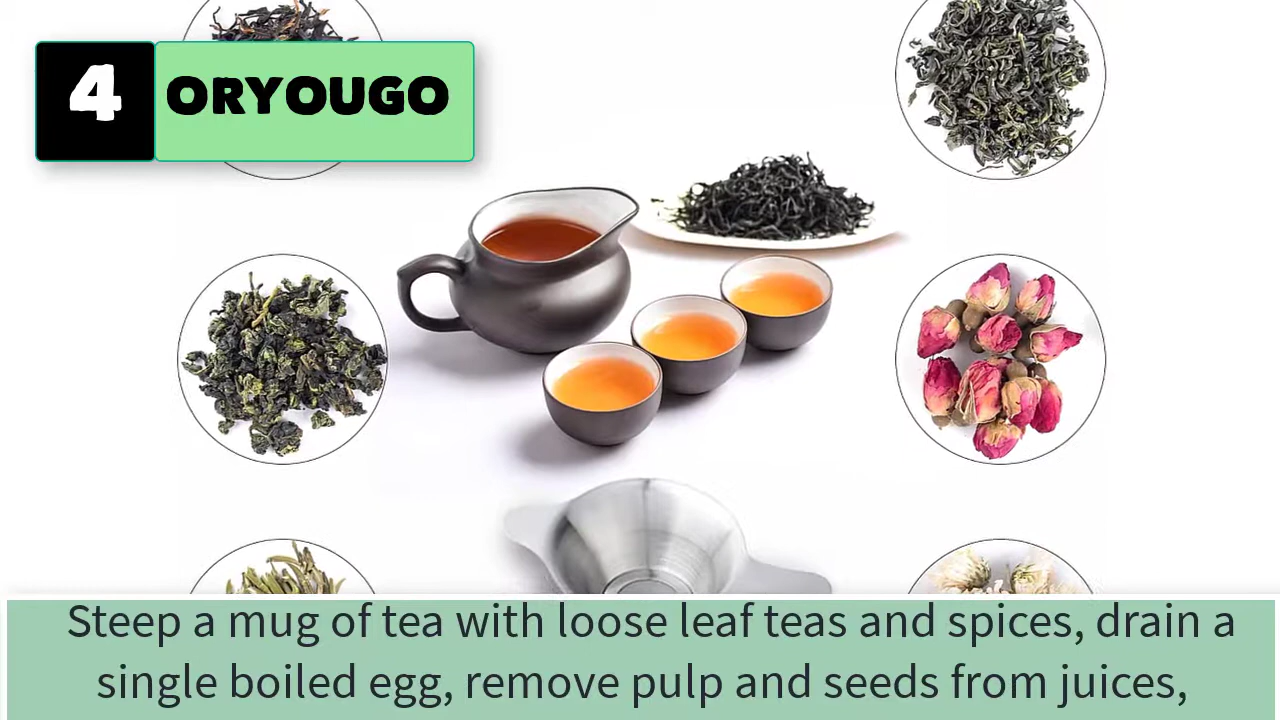 4 ORYOUGO
Steep a mug of tea with loose leaf teas and spices, drain a
single boiled egg, remove pulp and seeds from juices,